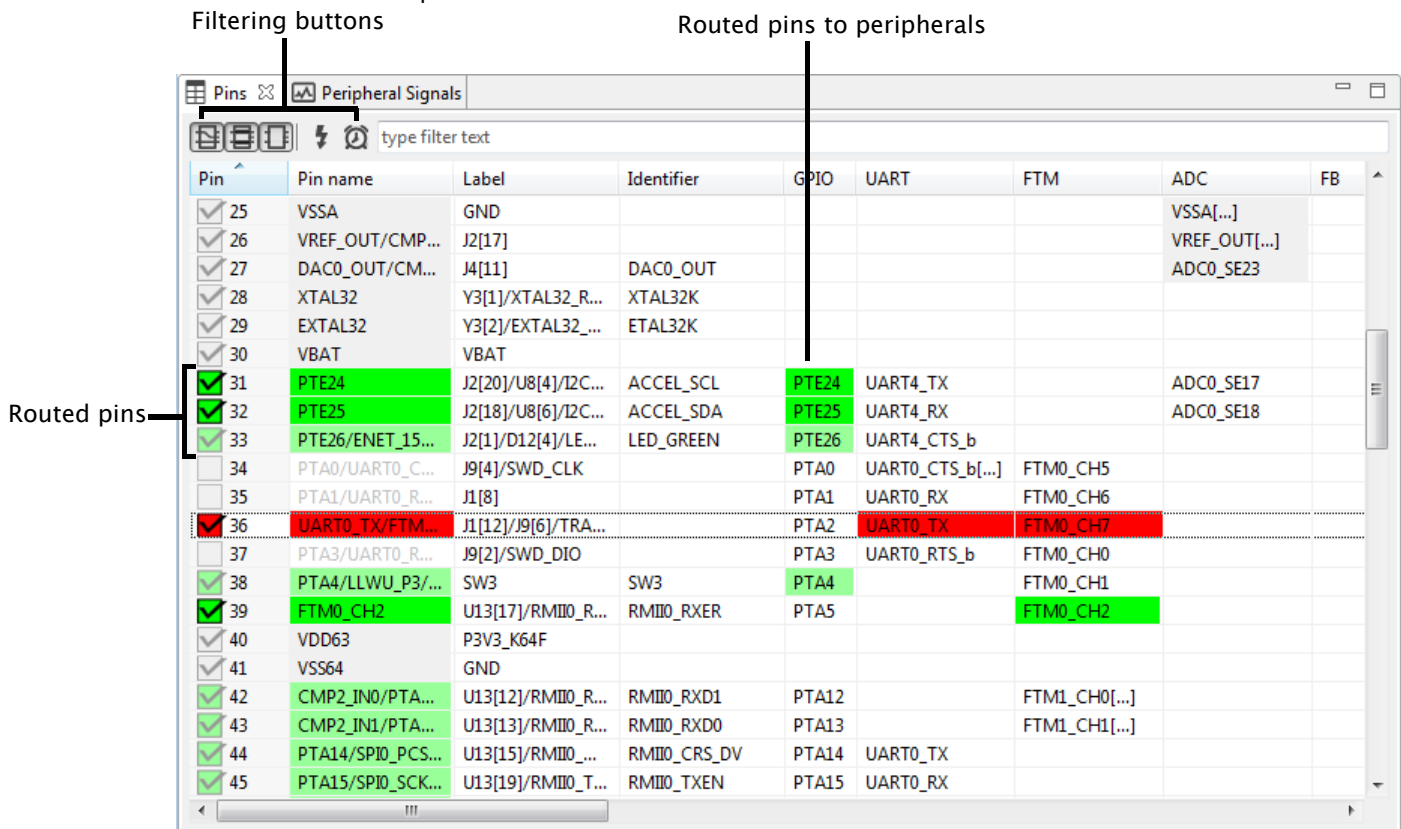 Filtering buttons
Routed pins to peripherals
Pins Peripheral Signals
type filter text
Pin Pin name Label Identifier GPIO UART FTM ADC FB
25 VSSA GND VSSA[...]
26 VREF_OUT/CMP... J2[17] VREF_OUT[...]
27 DAC0_OUT/CM... J4[11] DAC0_OUT ADC0_SE23
28 XTAL32 Y3[1]/XTAL32_R... XTAL32K
29 EXTAL32 Y3[2]/EXTAL32_... ETAL32K
30 VBAT VBAT
31 PTE24 J2[20]/U8[4]/I2C... ACCEL_SCL PTE24 UART4_TX ADC0_SE17
Routed pins
32 PTE25 J2[18]/U8[6]/I2C... ACCEL_SDA PTE25 UART4_RX ADC0_SE18
33 PTE26/ENET_15... J2[1]/D12[4]/LE... LED_GREEN PTE26 UART4_CTS_b
34 PTA0/UART0_C... J9[4]/SWD_CLK PTA0 UART0_CTS_b[...] FTM0_CH5
35 PTA1/UART0_R... J1[8] PTA1 UART0_RX FTM0_CH6
36 UART0_TX/FTM... J1[12]/J9[6]/TRA... PTA2 UART0_TX FTM0_CH7
37 PTA3/UART0_R... J9[2]/SWD_DIO PTA3 UART0_RTS_b FTM0_CH0
38 PTA4/LLWU_P3/... SW3 SW3 PTA4 FTM0_CH1
39 FTM0_CH2 U13[17]/RMII0_R... RMII0_RXER PTA5 FTM0_CH2
40 VDD63 P3V3_K64F
41 VSS64 GND
42 CMP2_IN0/PTA... U13[12]/RMII0_R... RMII0_RXD1 PTA12 FTM1_CH0[...]
43 CMP2_IN1/PTA... U13[13]/RMII0_R... RMII0_RXD0 PTA13 FTM1_CH1[...]
44 PTA14/SPI0_PCS... U13[15]/RMII0_... RMII0_CRS_DV PTA14 UART0_TX
45 PTA15/SPI0_SCK... U13[19]/RMII0_T... RMII0_TXEN PTA15 UART0_RX